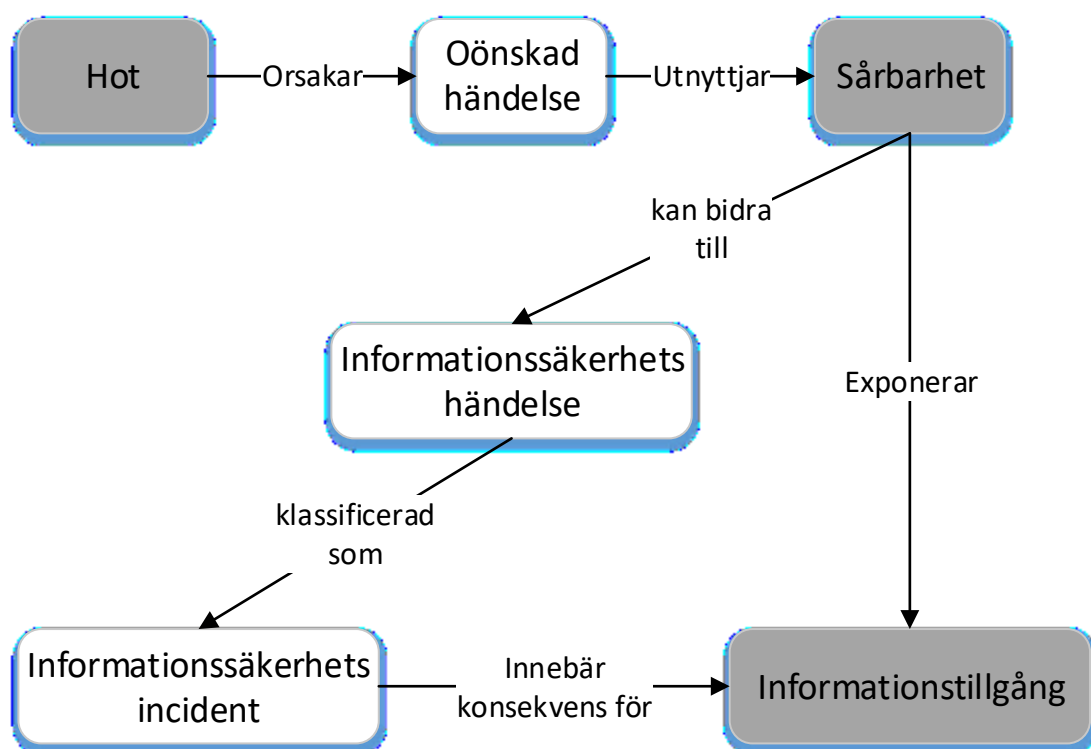 Hot
Orsakar
Oönskad
händelse
Utnyttjar
Sårbarhet
kan bidra
till
Informationssäkerhets
händelse
Exponerar
klassificerad
som
Informationssäkerhets
incident
Innebär
konsekvens för
Informationstillgång